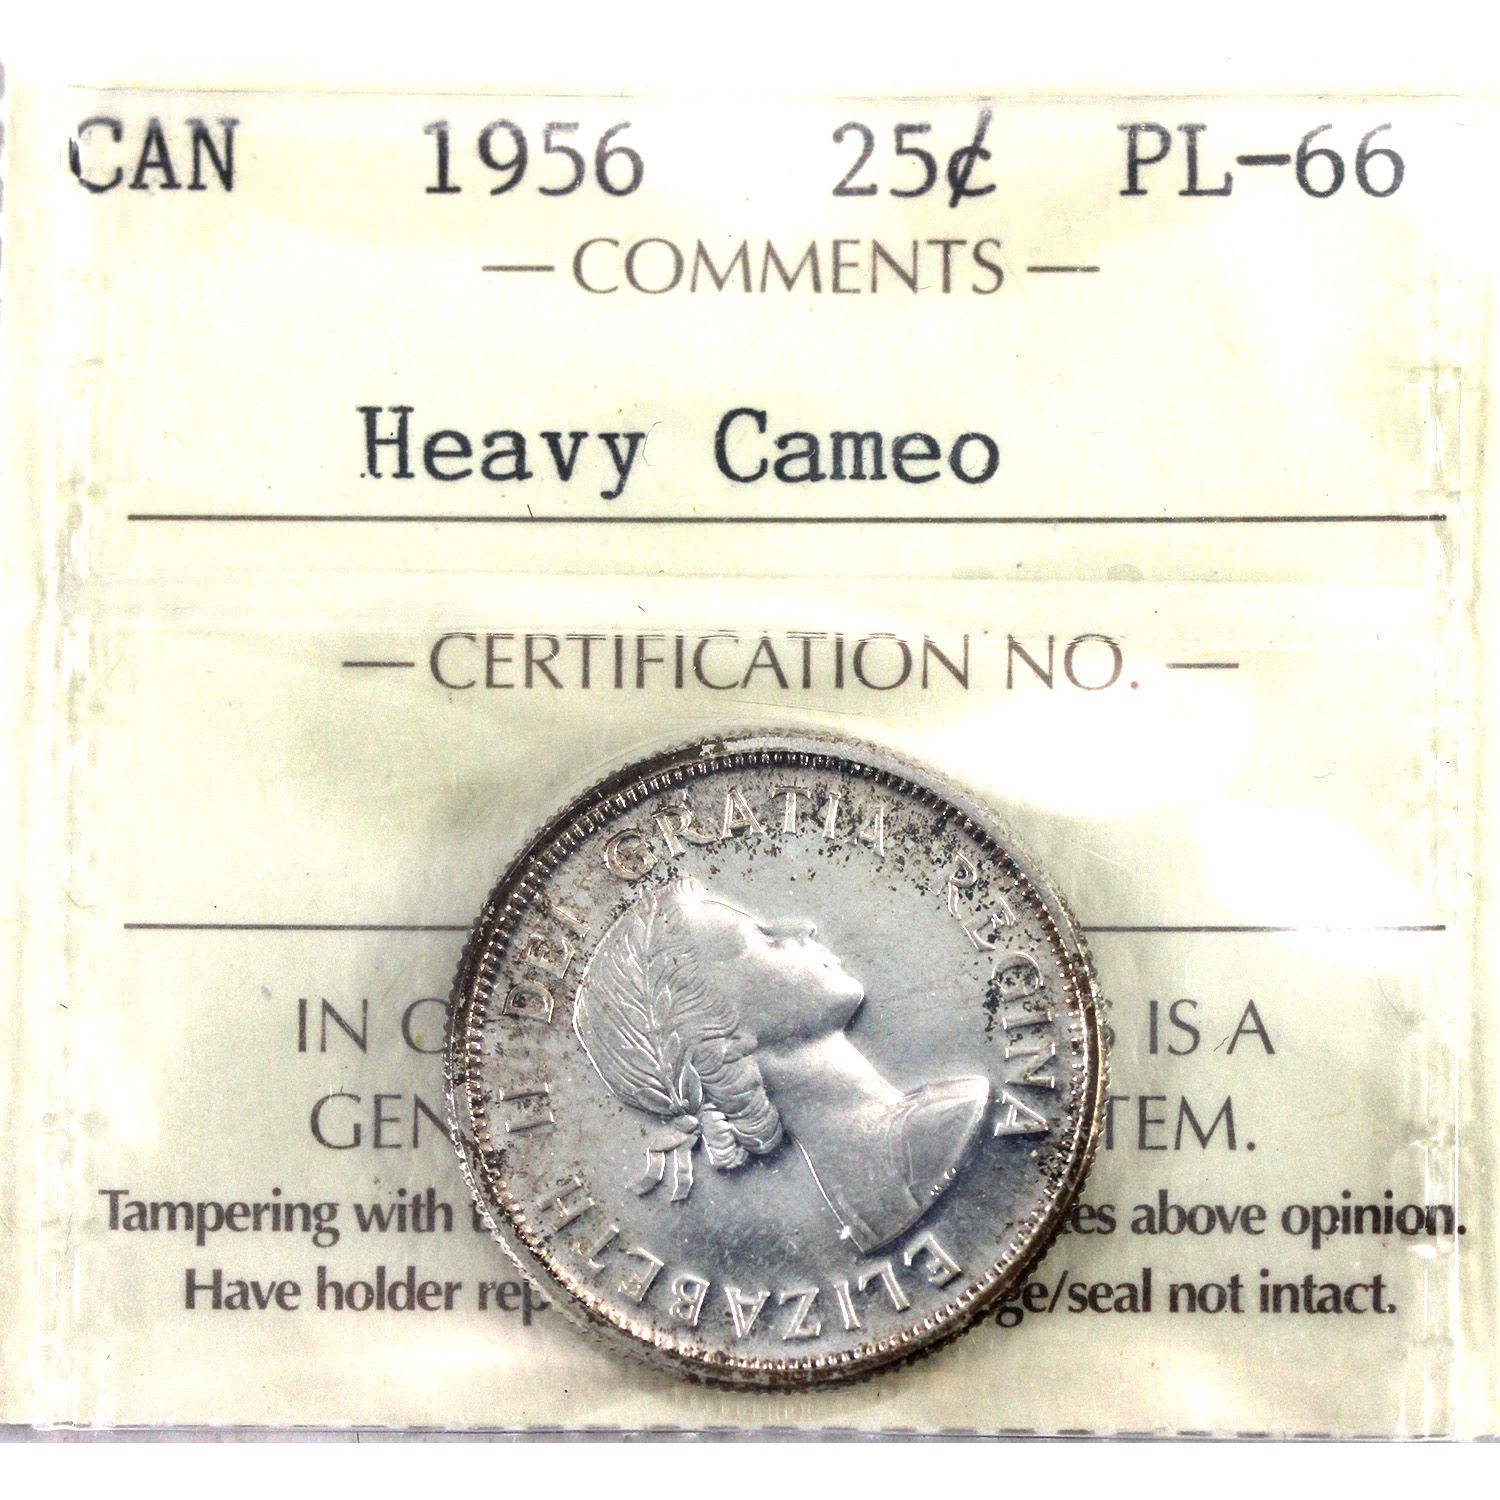 CAN 1956 25¢ PL-66
— COMMENTS —
Heavy Cameo
— CERTIFICATION NO. —
IN IS A
GEN TEM.
Tampering with above opinion.
Have holder rep ge/seal not intact.
ELIZABETH II DEI GRATIA REGINA